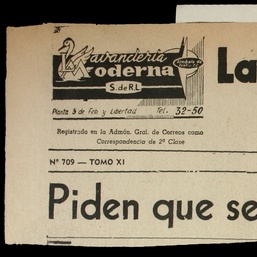 Lavandería
Moderna
S. de R.L
Planta 5 de Feb y Libertad Tel. 32-50
La
Registrado en la Admón. Gral. de Correos como
Correspondencia de 2ª Clase
Nº 709 — TOMO XI
Piden que se